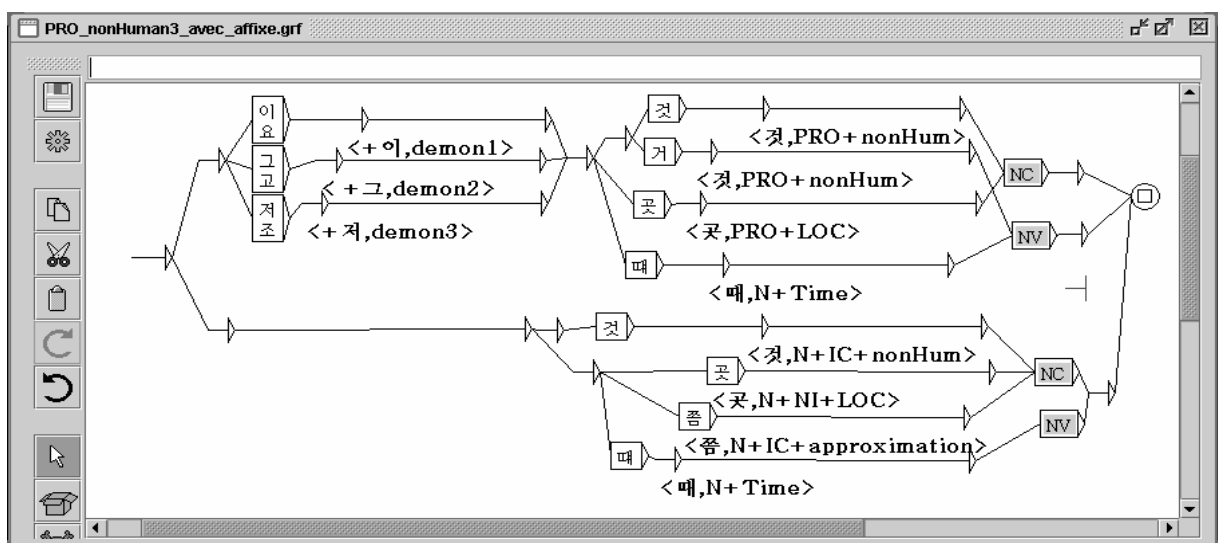 PRO_nonHuman3_avec_affixe.grf
이
요
<+이,demon1>
그
고
<+그,demon2>
저
조
<+저,demon3>
것
<것,PRO+nonHum>
거
<것,PRO+nonHum>
곳
<곳,PRO+LOC>
때
<때,N+Time>
NC
NV
것
<것,N+IC+nonHum>
곳
<곳,N+NI+LOC>
쯤
<쯤,N+IC+approximation>
때
<때,N+Time>
NC
NV